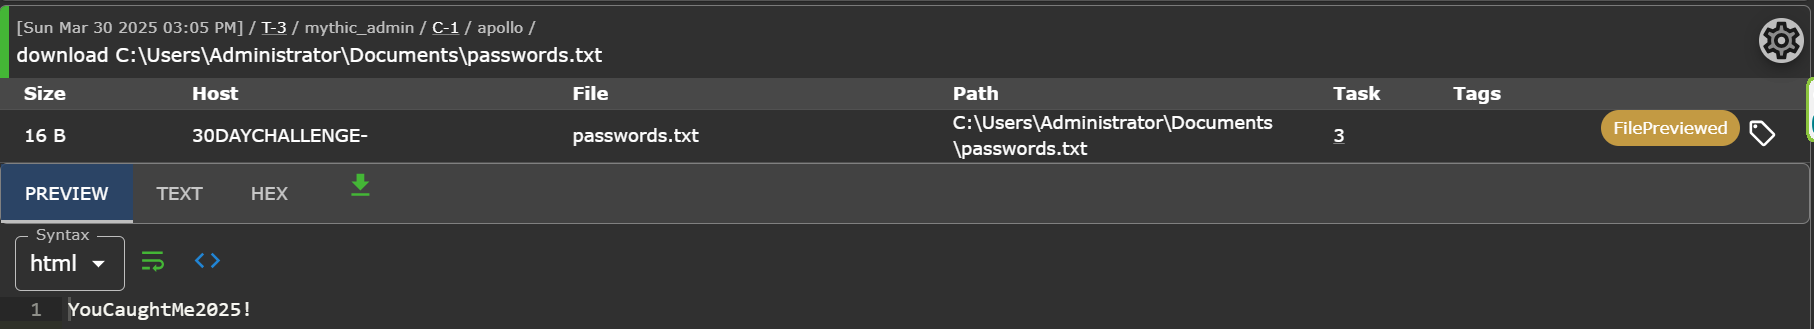 [Sun Mar 30 2025 03:05 PM] / T-3 / mythic_admin / C-1 / apollo /
download C:\Users\Administrator\Documents\passwords.txt
Size Host File Path Task Tags
16 B 30DAYCHALLENGE- passwords.txt C:\Users\Administrator\Documents
\passwords.txt 3 FilePreviewed
PREVIEW TEXT HEX
Syntax
html
1 YouCaughtMe2025!